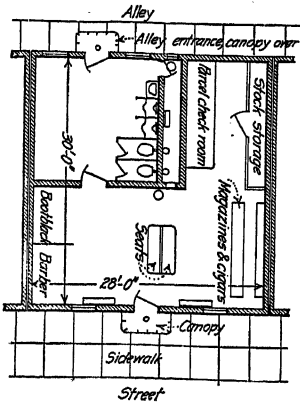 Alley
Alley entrance, canopy over
30'-0"
Parcel check room
Stock storage
Magazines & cigars
Bootblack
Barber
Seats
28'-0"
Canopy
Sidewalk
Street